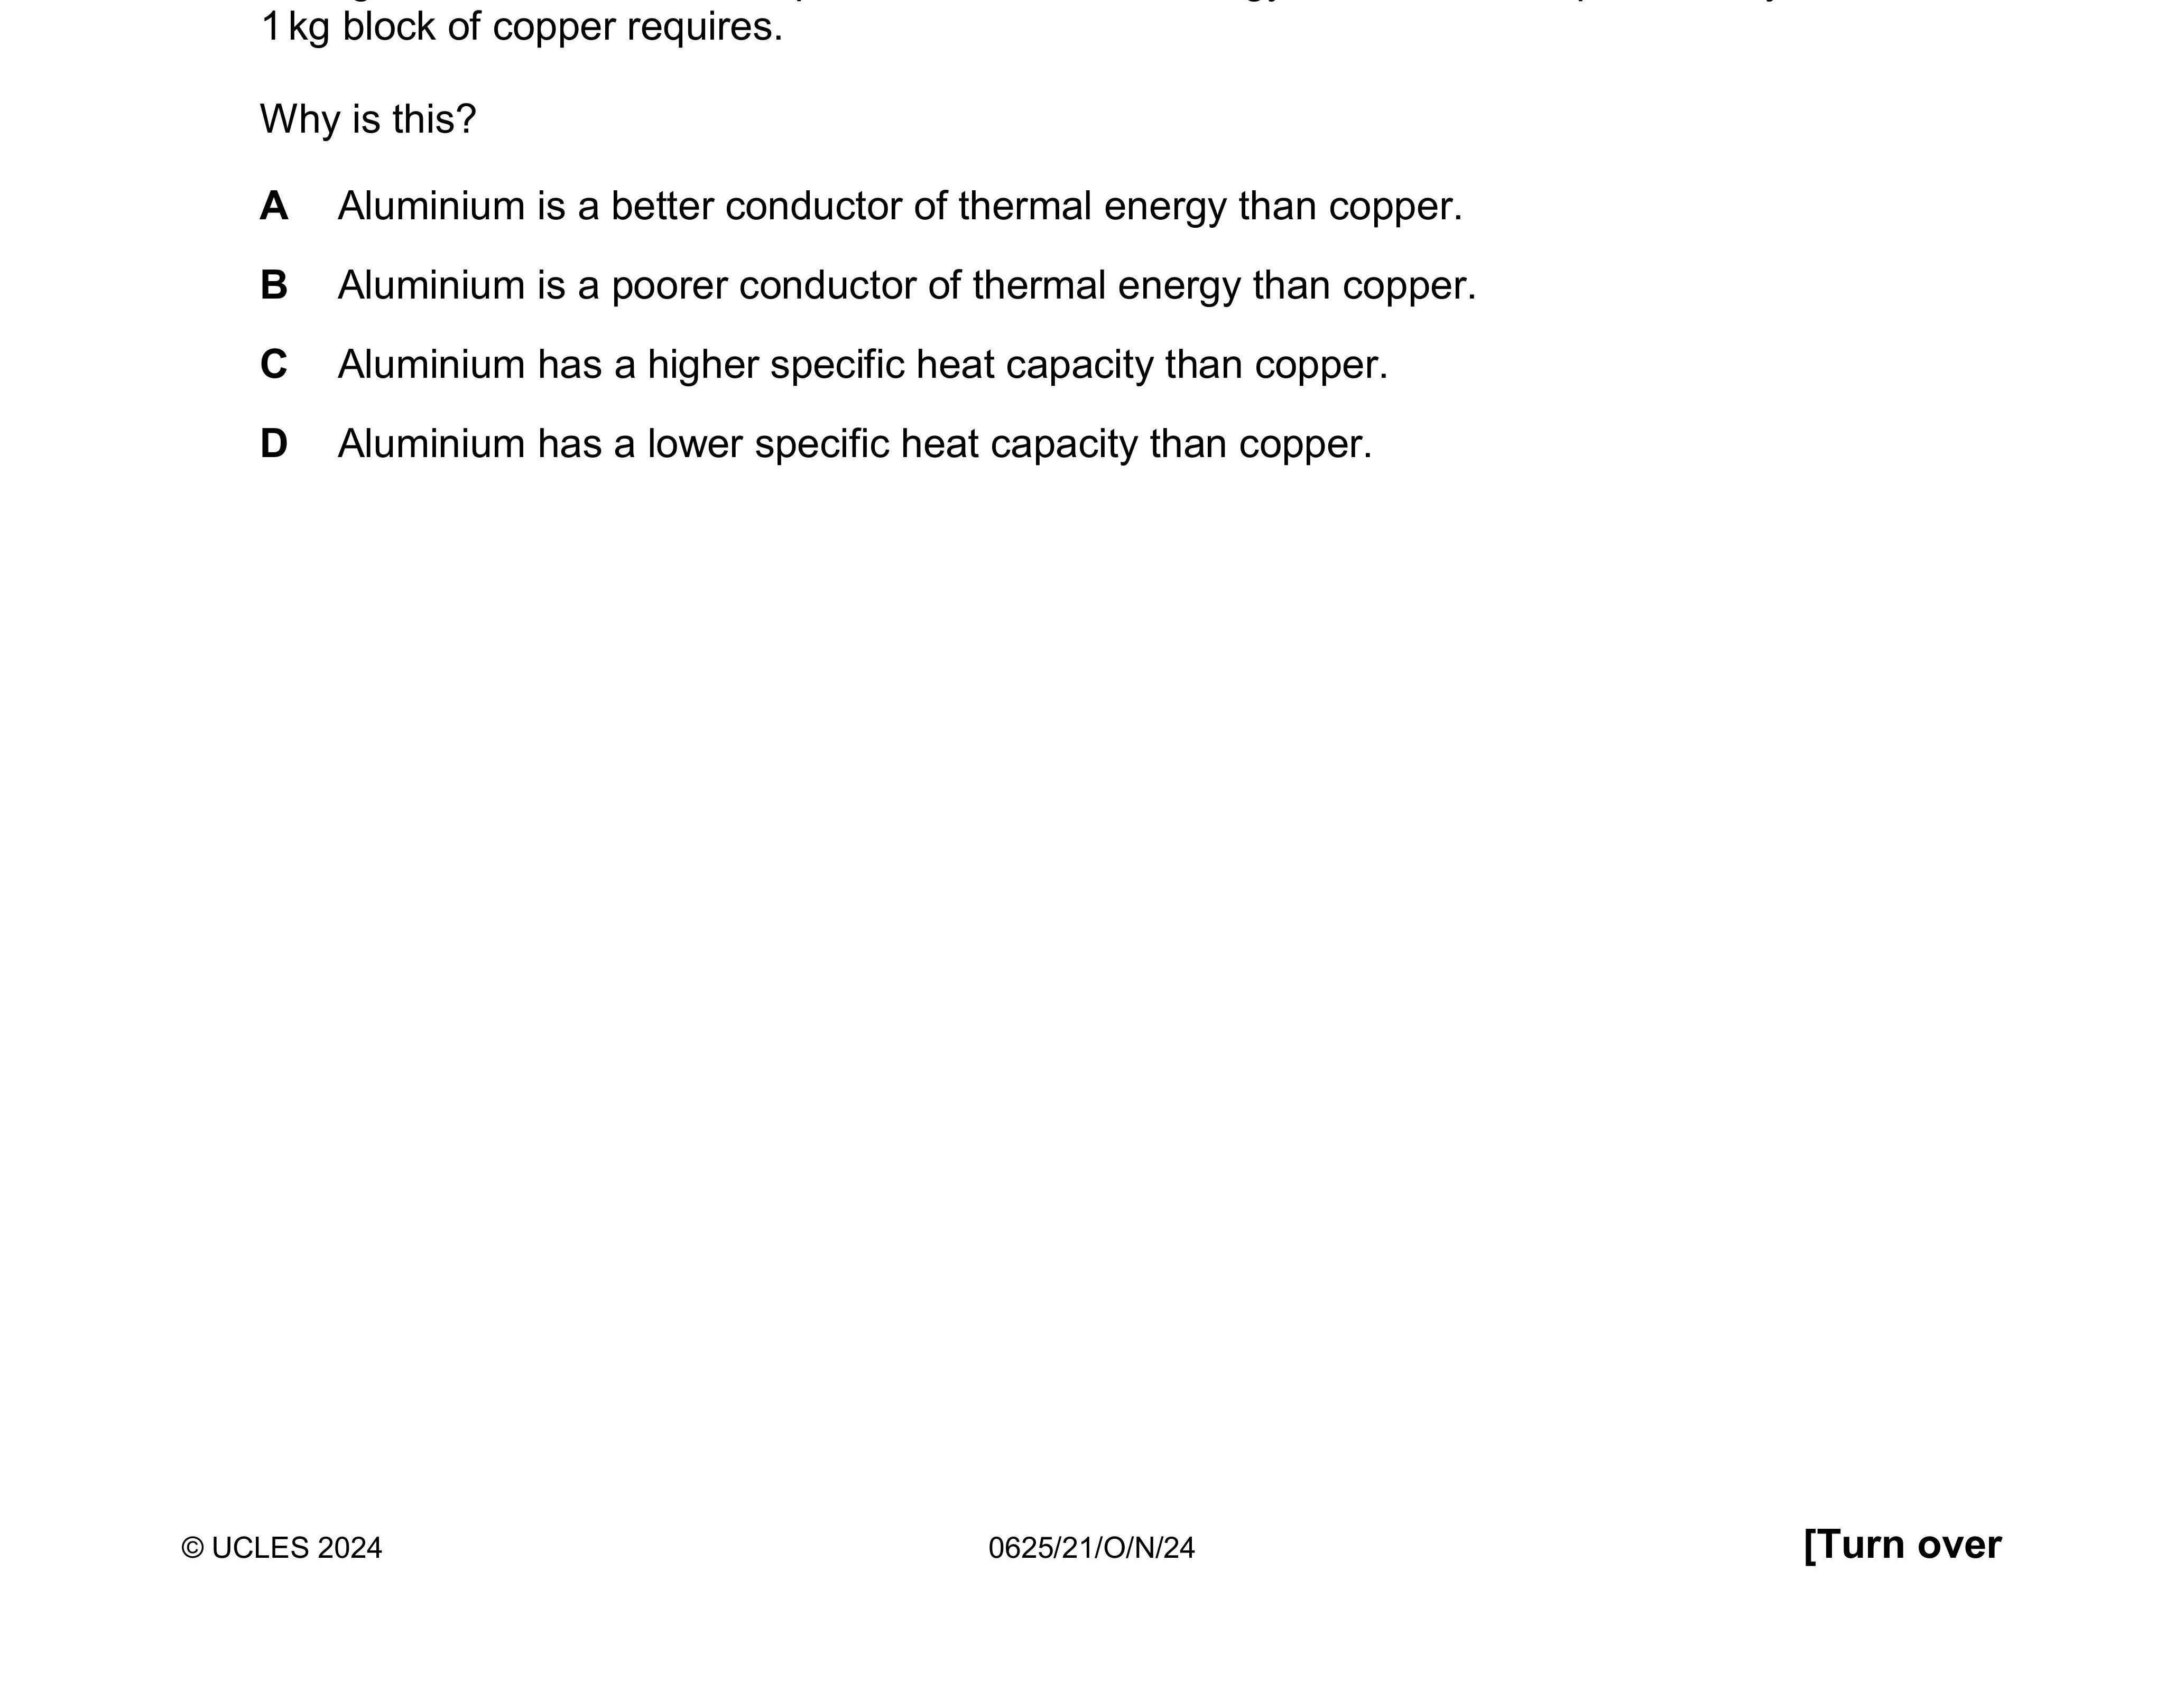 1 kg block of copper requires.
Why is this?
A Aluminium is a better conductor of thermal energy than copper.
B Aluminium is a poorer conductor of thermal energy than copper.
C Aluminium has a higher specific heat capacity than copper.
D Aluminium has a lower specific heat capacity than copper.
© UCLES 2024 0625/21/O/N/24 [Turn over